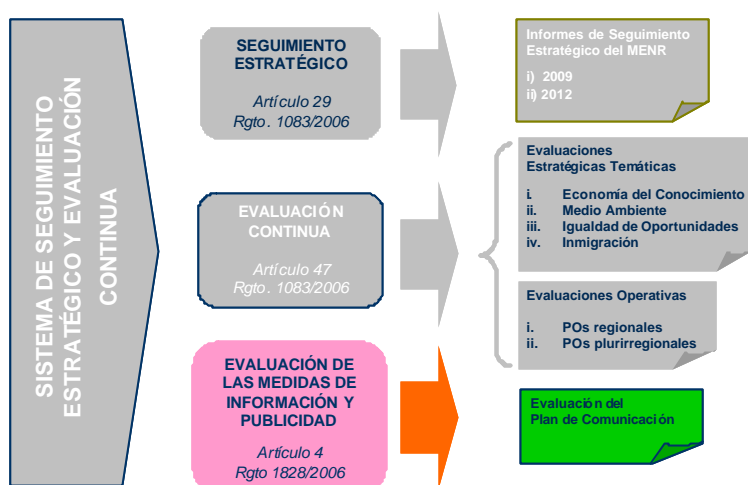 SISTEMA DE SEGUIMIENTO
ESTRATÉGICO Y EVALUACIÓN
CONTINUA
SEGUIMIENTO
ESTRATÉGICO
Artículo 29
Rgto. 1083/2006
Informes de Seguimiento
Estratégico del MENR
i) 2009
ii) 2012
EVALUACIÓN
CONTINUA
Artículo 47
Rgto. 1083/2006
Evaluaciones
Estratégicas Temáticas
i. Economía del Conocimiento
ii. Medio Ambiente
iii. Igualdad de Oportunidades
iv. Inmigración
Evaluaciones Operativas
i. POs regionales
ii. POs plurirregionales
EVALUACIÓN DE
LAS MEDIDAS DE
INFORMACIÓN Y
PUBLICIDAD
Artículo 4
Rgto 1828/2006
Evaluación del
Plan de Comunicación